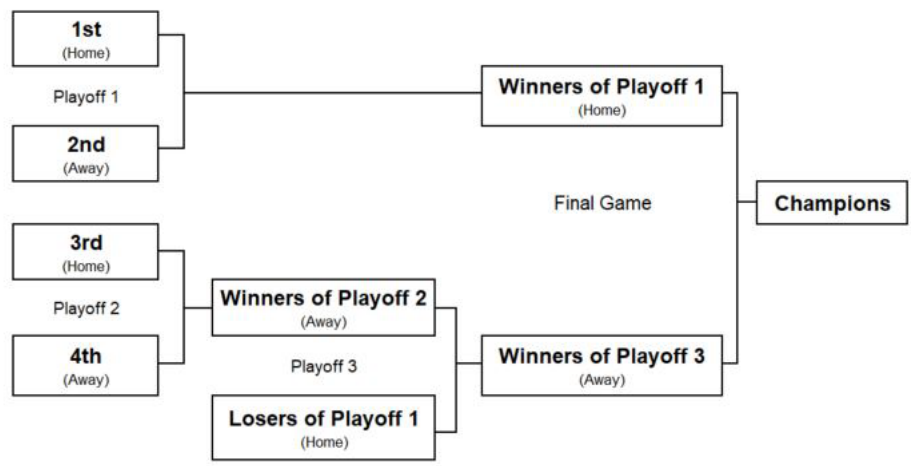 1st
(Home)
Playoff 1
2nd
(Away)
Winners of Playoff 1
(Home)
Final Game
Champions
3rd
(Home)
Playoff 2
4th
(Away)
Winners of Playoff 2
(Away)
Playoff 3
Losers of Playoff 1
(Home)
Winners of Playoff 3
(Away)